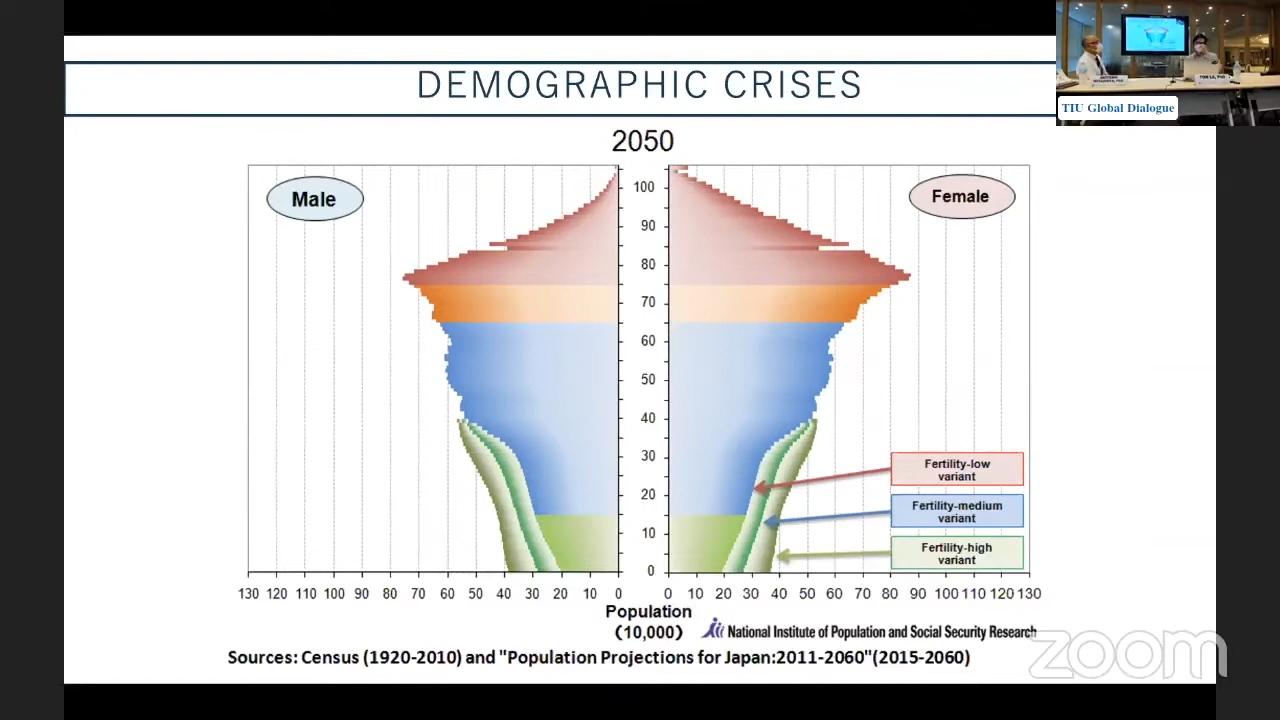 DEMOGRAPHIC CRISES
TIU Global Dialogue
2050
Male
Female
100
90
80
70
60
50
40
30
20
10
0
Fertility-low
variant
Fertility-medium
variant
Fertility-high
variant
130 120 110 100 90 80 70 60 50 40 30 20 10 0
0 10 20 30 40 50 60 70 80 90 100 110 120 130
Population
(10,000)
National Institute of Population and Social Security Research
Sources: Census (1920-2010) and "Population Projections for Japan:2011-2060"(2015-2060)
zoom